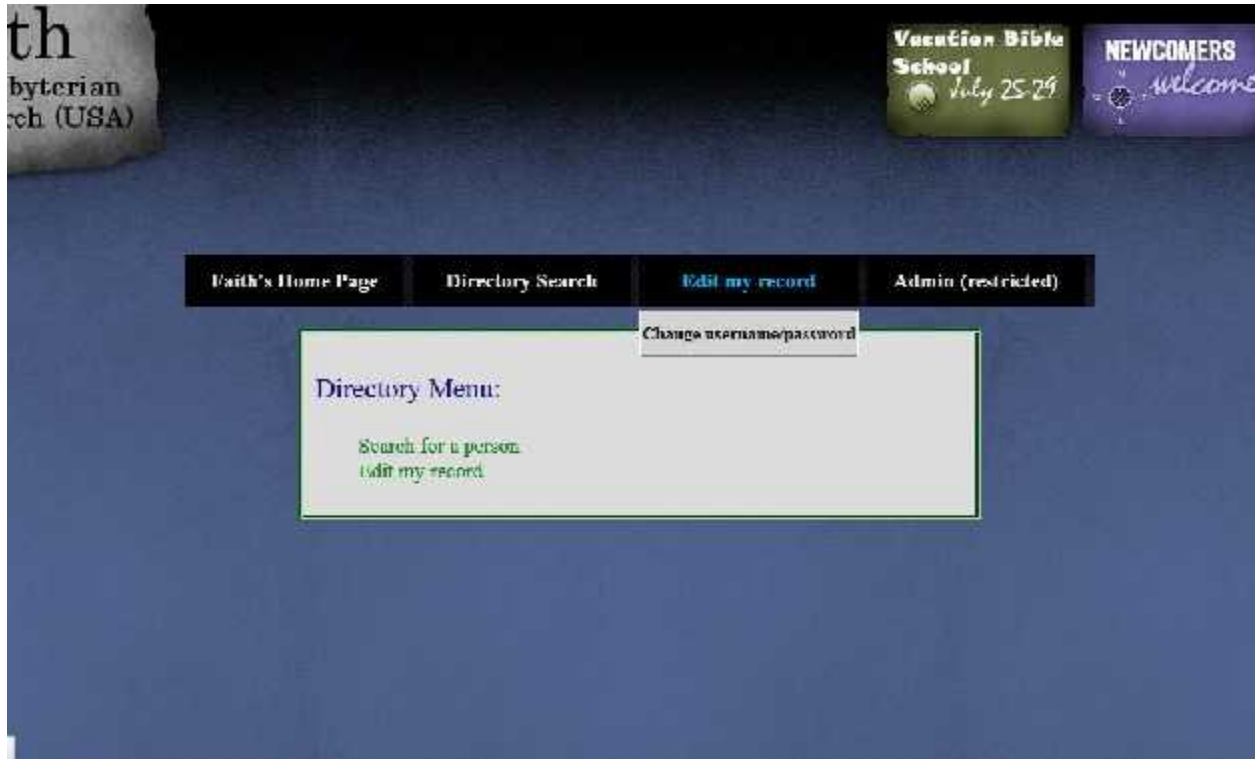 th
byterian
rch (USA)
Vacation Bible
School
July 25-29
NEWCOMERS
welcome
Faith's Home Page
Directory Search
Edit my record
Admin (restricted)
Change username/password
Directory Menu:
Search for a person
Edit my record